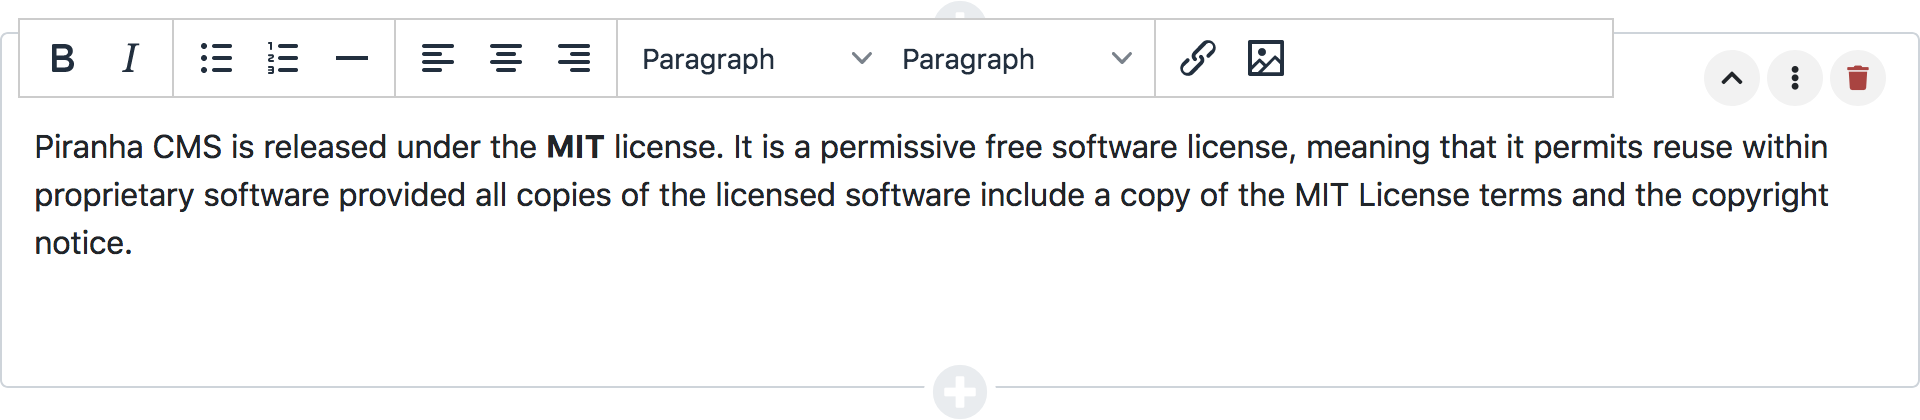 Paragraph Paragraph
Piranha CMS is released under the MIT license. It is a permissive free software license, meaning that it permits reuse within
proprietary software provided all copies of the licensed software include a copy of the MIT License terms and the copyright
notice.